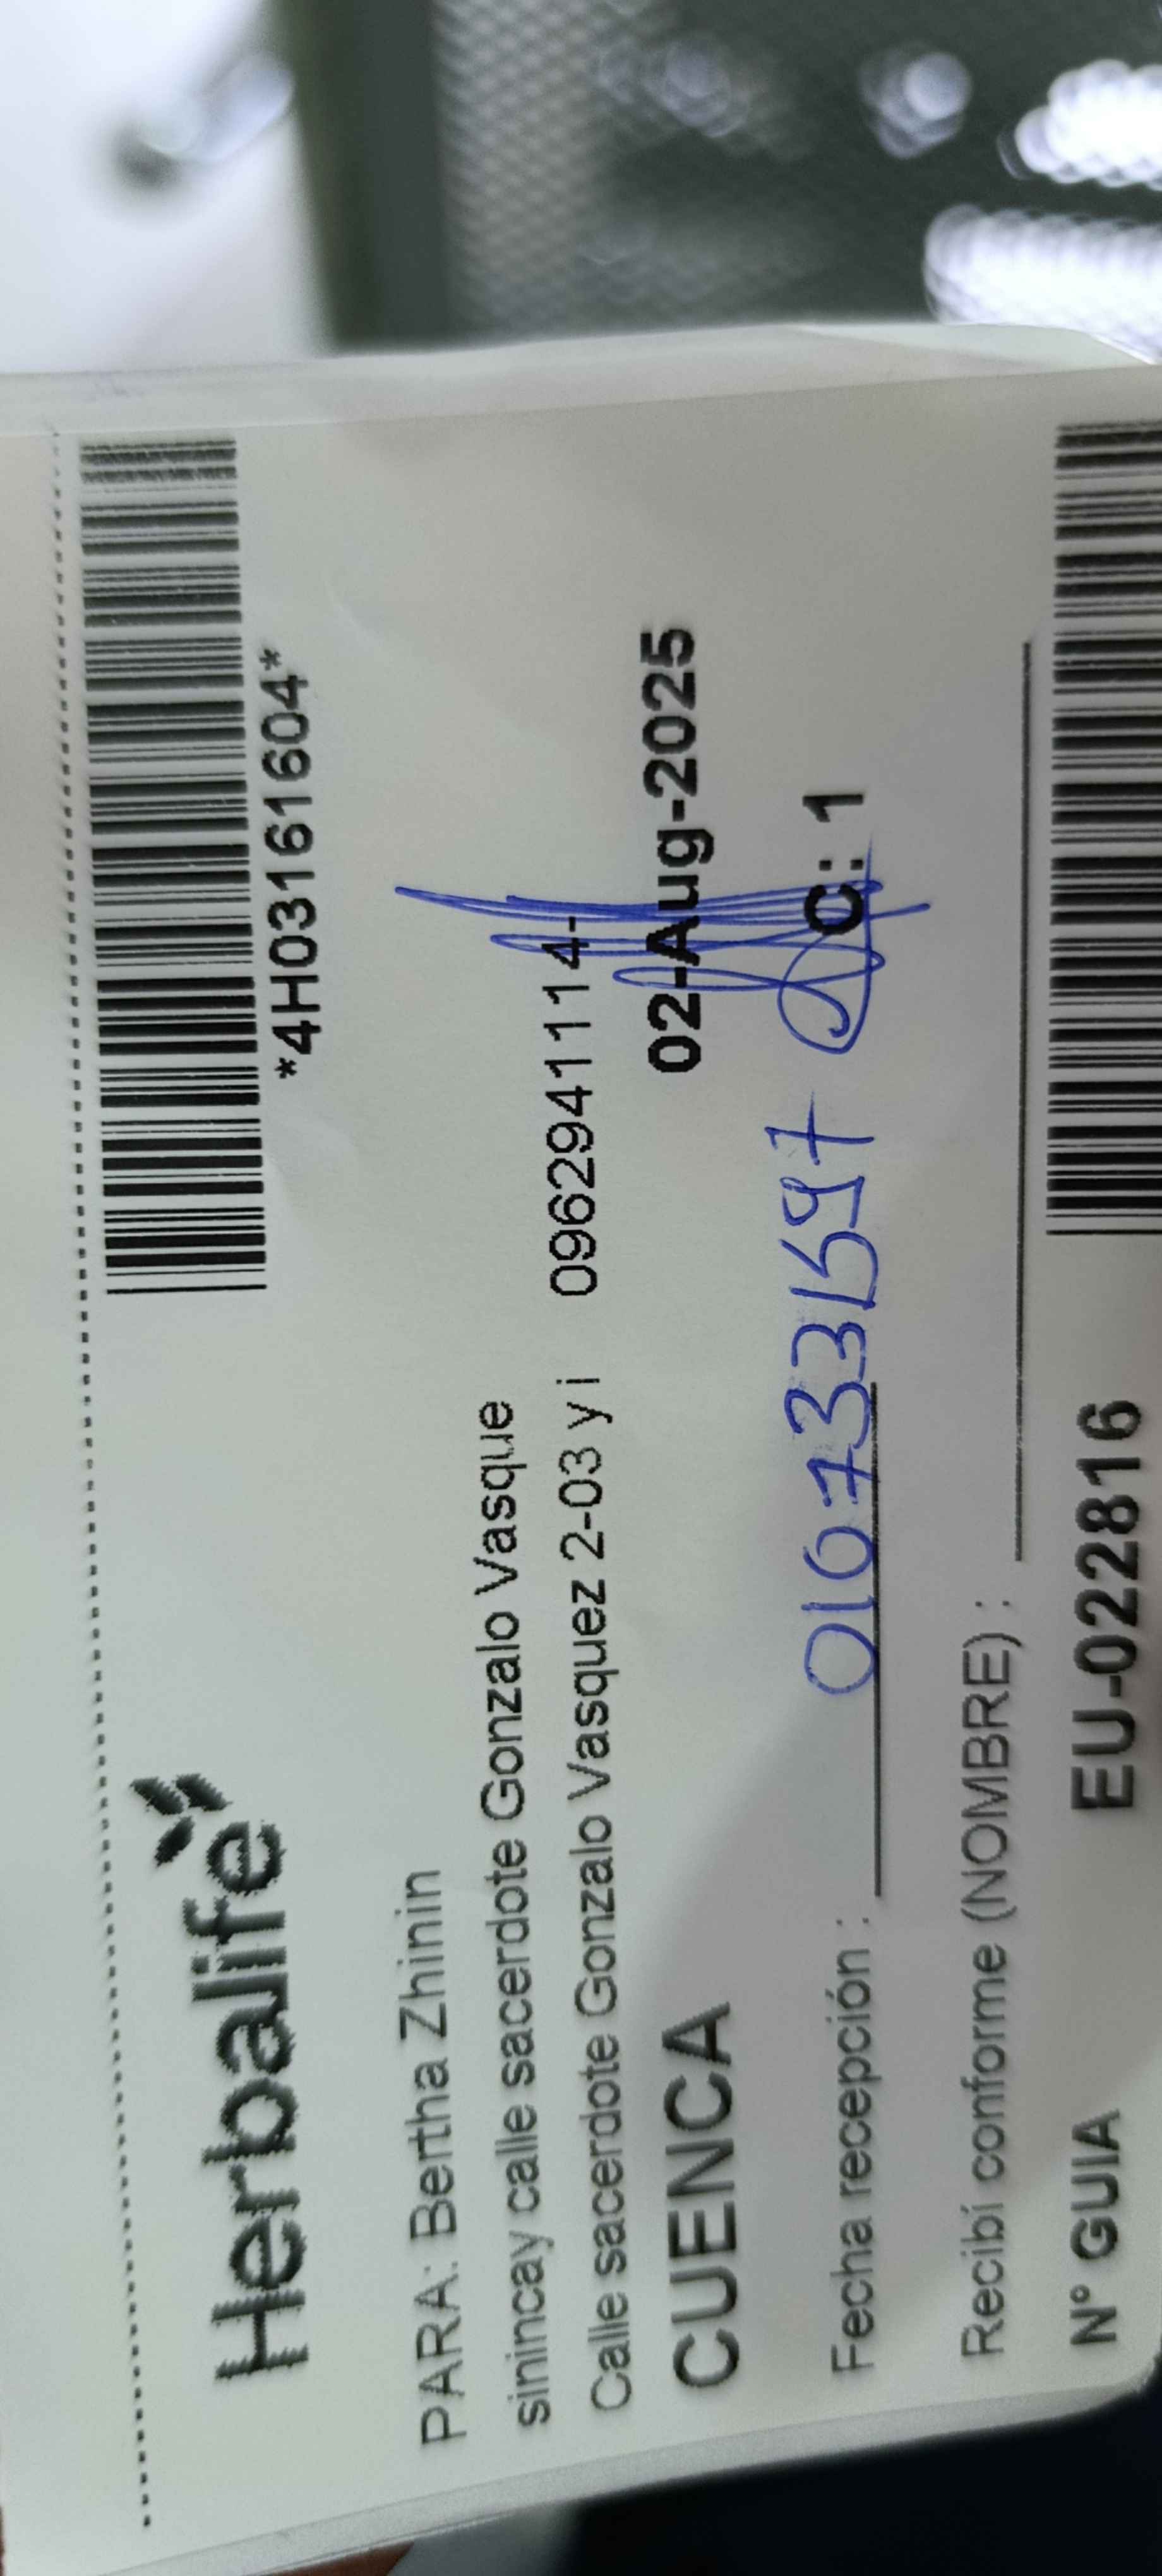 *4H03161604*
Herbalife
PARA: Bertha Zhinin
sinincay calle sacerdote Gonzalo Vasque
Calle sacerdote Gonzalo Vasquez 2-03 y i 0962941114-
CUENCA 02-Aug-2025
Fecha recepción : 0107331597 C: 1
Recibí conforme (NOMBRE) :
Nº GUIA EU-022816